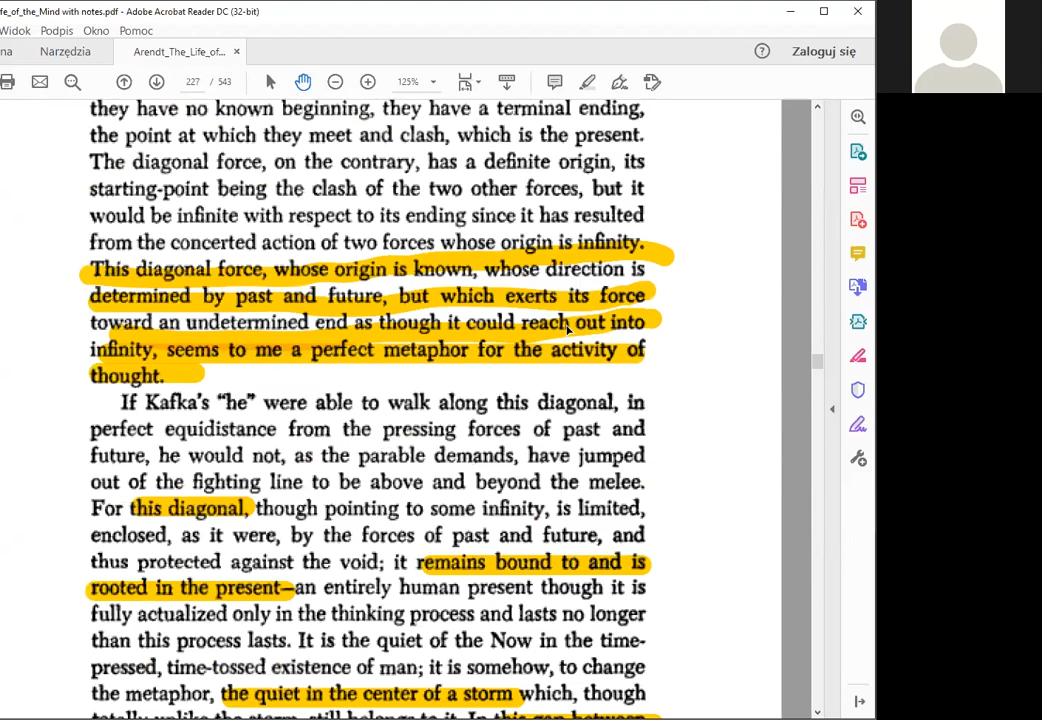 fe_of_the_Mind with notes.pdf - Adobe Acrobat Reader DC (32-bit)
Widok Podpis Okno Pomoc
na Narzędzia Arendt_The_Life_of... × Zaloguj się
227 / 543 125%
they have no known beginning, they have a terminal ending,
the point at which they meet and clash, which is the present.
The diagonal force, on the contrary, has a definite origin, its
starting-point being the clash of the two other forces, but it
would be infinite with respect to its ending since it has resulted
from the concerted action of two forces whose origin is infinity.
This diagonal force, whose origin is known, whose direction is
determined by past and future, but which exerts its force
toward an undetermined end as though it could reach out into
infinity, seems to me a perfect metaphor for the activity of
thought.
If Kafka's "he" were able to walk along this diagonal, in
perfect equidistance from the pressing forces of past and
future, he would not, as the parable demands, have jumped
out of the fighting line to be above and beyond the melee.
For this diagonal, though pointing to some infinity, is limited,
enclosed, as it were, by the forces of past and future, and
thus protected against the void; it remains bound to and is
rooted in the present—an entirely human present though it is
fully actualized only in the thinking process and lasts no longer
than this process lasts. It is the quiet of the Now in the time-
pressed, time-tossed existence of man; it is somehow, to change
the metaphor, the quiet in the center of a storm which, though
totally unlike the storm, still belongs to it. In this gap between